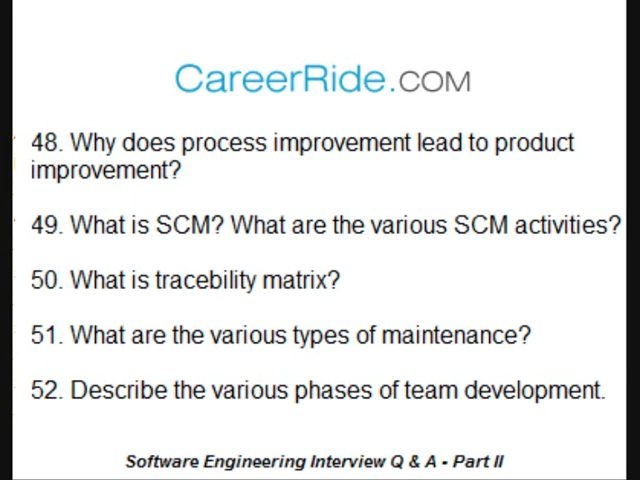 CareerRide.COM
48. Why does process improvement lead to product
improvement?
49. What is SCM? What are the various SCM activities?
50. What is tracebility matrix?
51. What are the various types of maintenance?
52. Describe the various phases of team development.
Software Engineering Interview Q & A - Part II